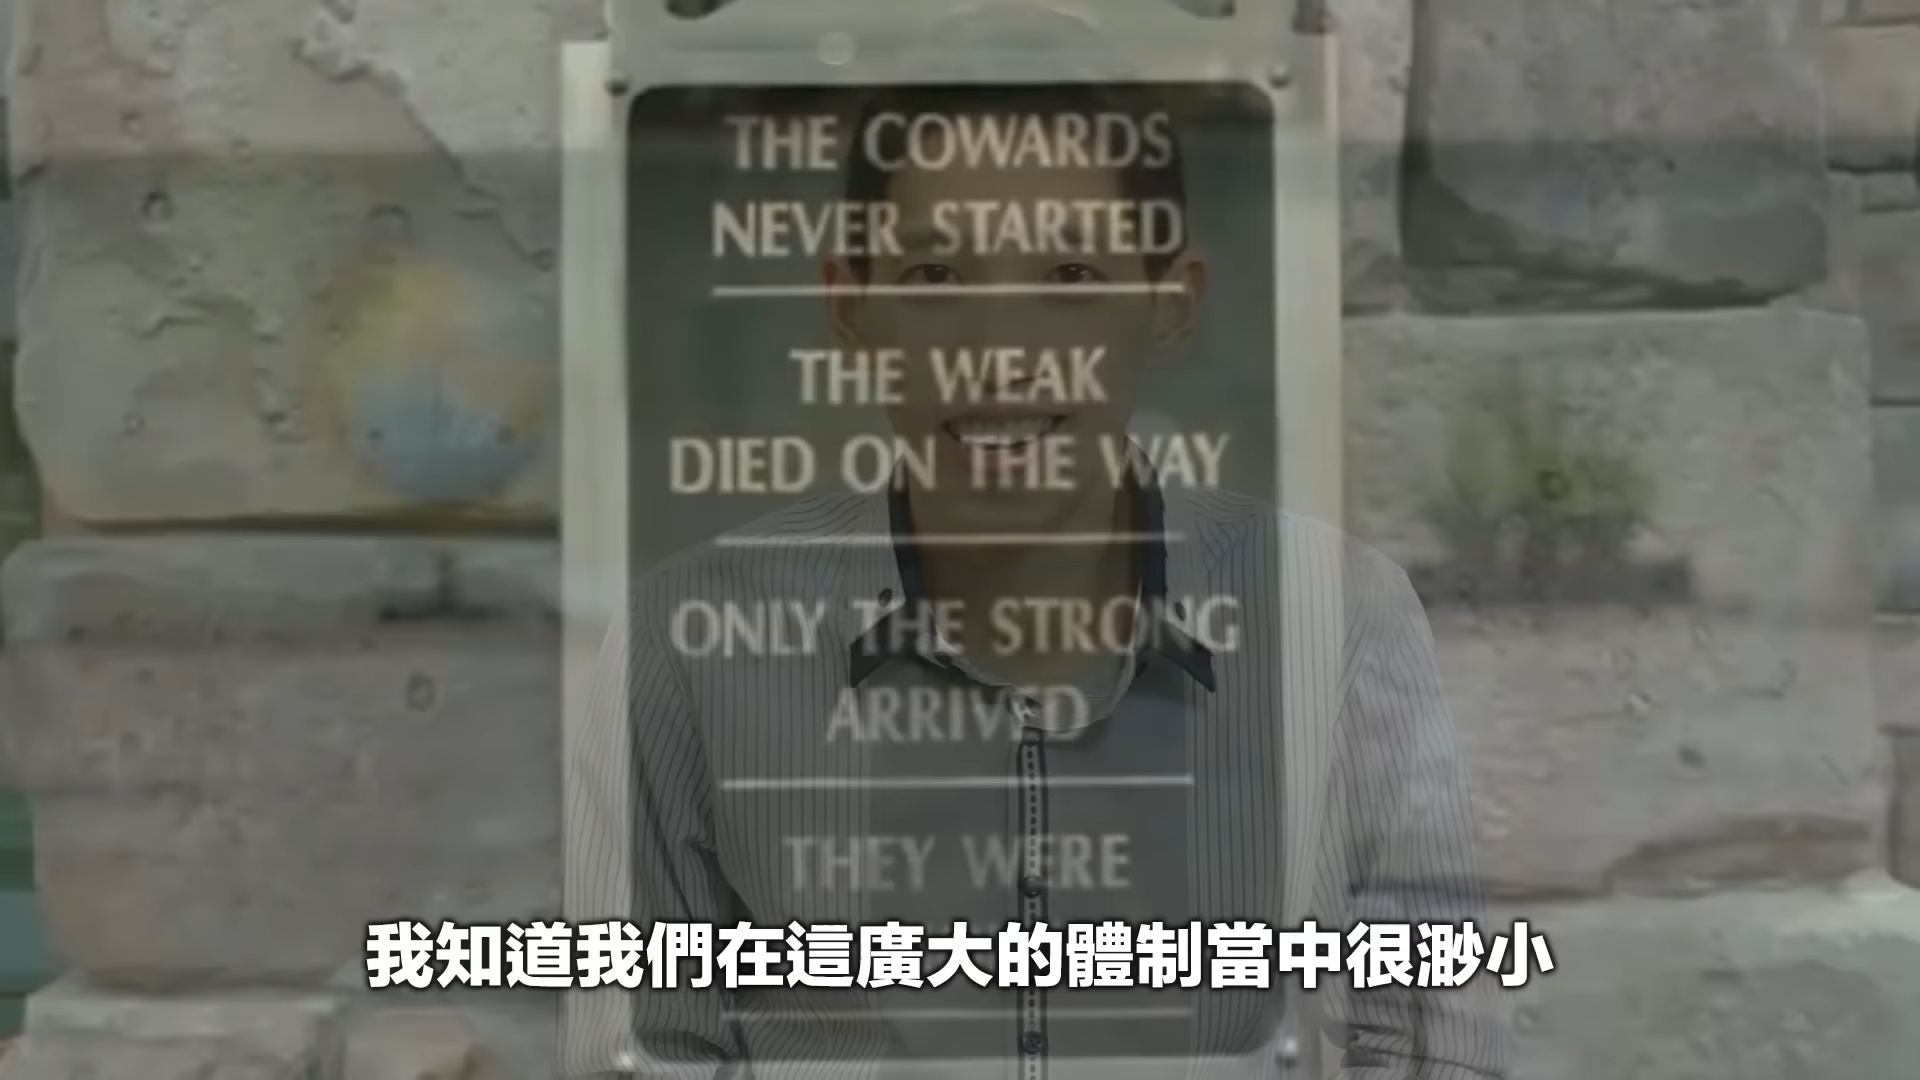 THE COWARDS
NEVER STARTED
THE WEAK
DIED ON THE WAY
ONLY THE STRONG
ARRIVED
THEY WERE
我知道我們在這廣大的體制當中很渺小